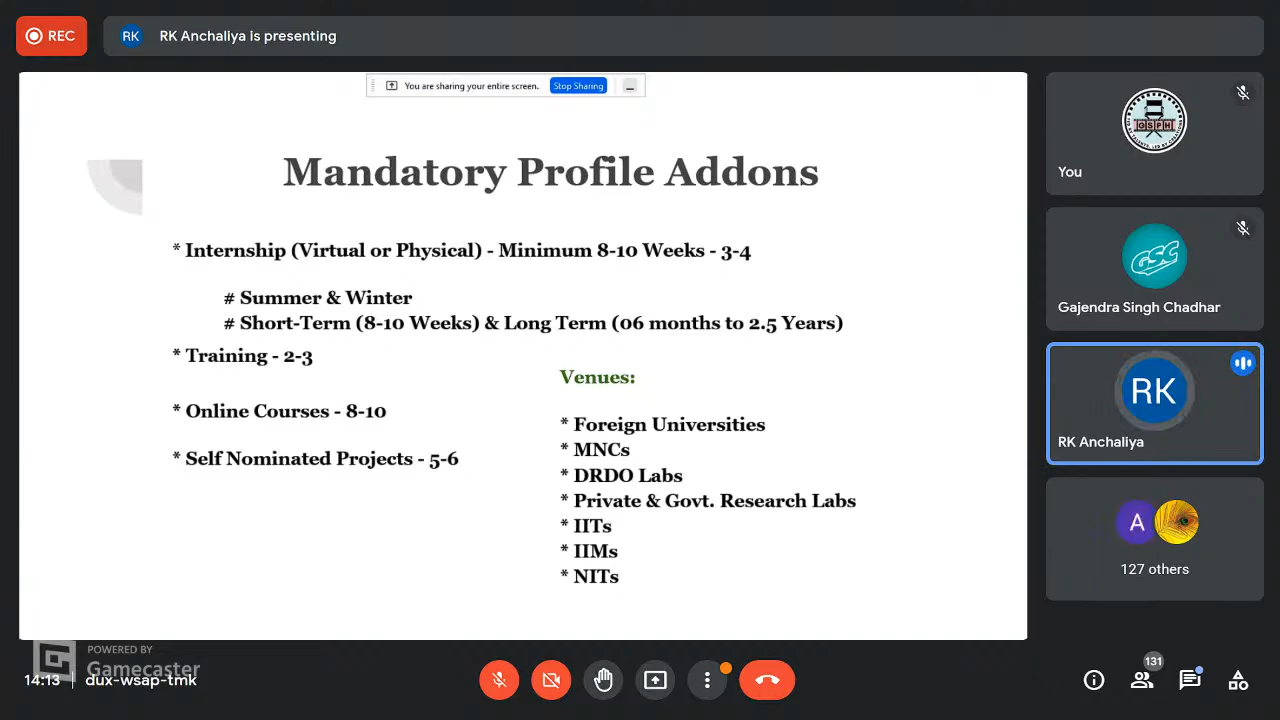 REC
RK
RK Anchaliya is presenting
You are sharing your entire screen.
Stop Sharing
Mandatory Profile Addons
* Internship (Virtual or Physical) - Minimum 8-10 Weeks - 3-4
# Summer & Winter
# Short-Term (8-10 Weeks) & Long Term (06 months to 2.5 Years)
* Training - 2-3
* Online Courses - 8-10
* Self Nominated Projects - 5-6
Venues:
* Foreign Universities
* MNCs
* DRDO Labs
* Private & Govt. Research Labs
* IITs
* IIMs
* NITs
GSPH
You
GSC
Gajendra Singh Chadhar
RK
RK Anchaliya
A
127 others
POWERED BY
Gamecaster
14:13 | dux-wsap-tmk
131